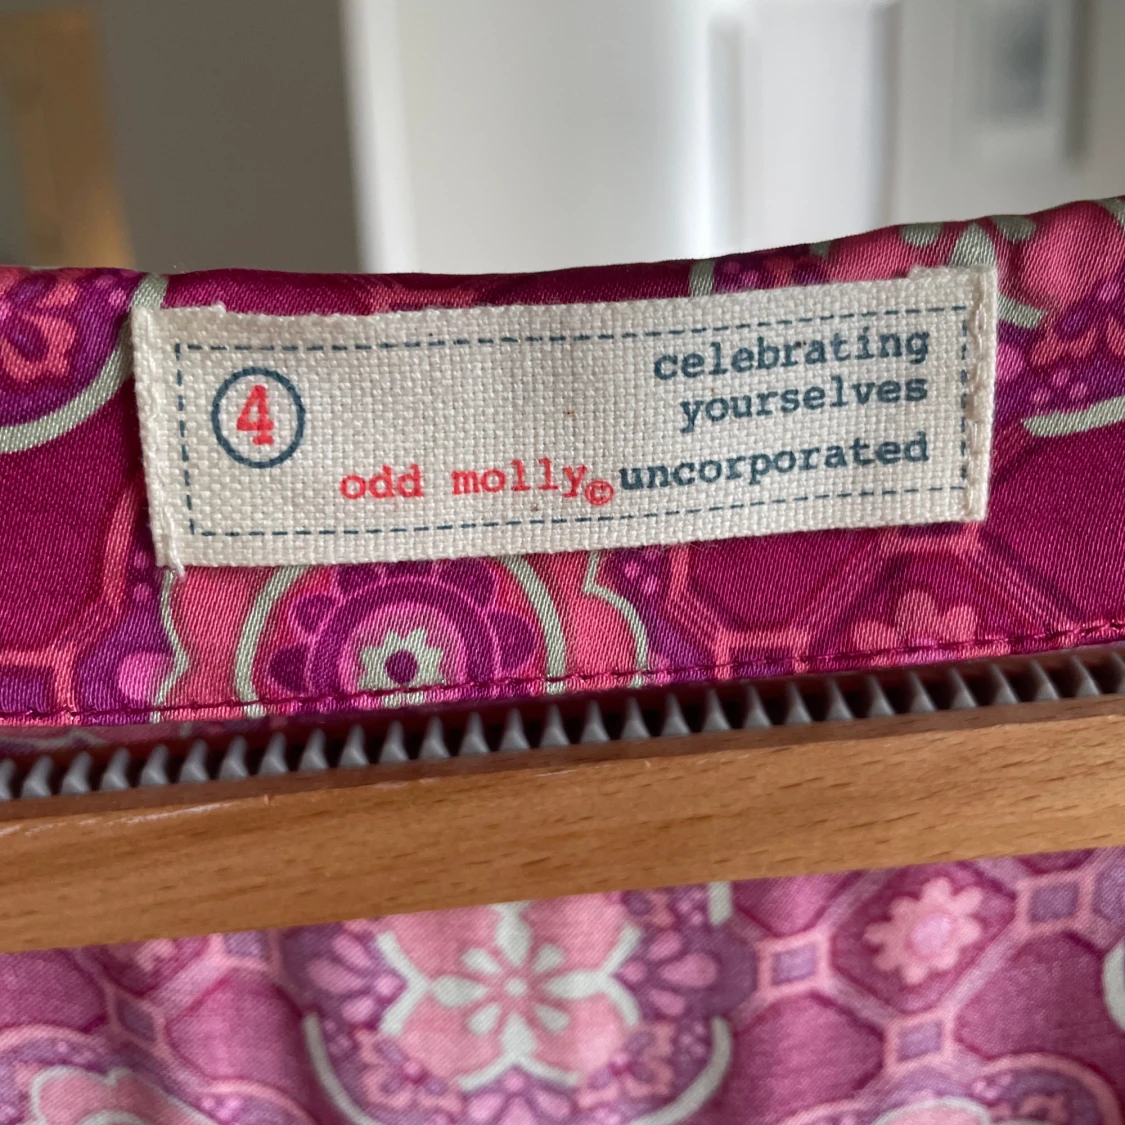 celebrating
yourselves
4
odd molly© uncorporated